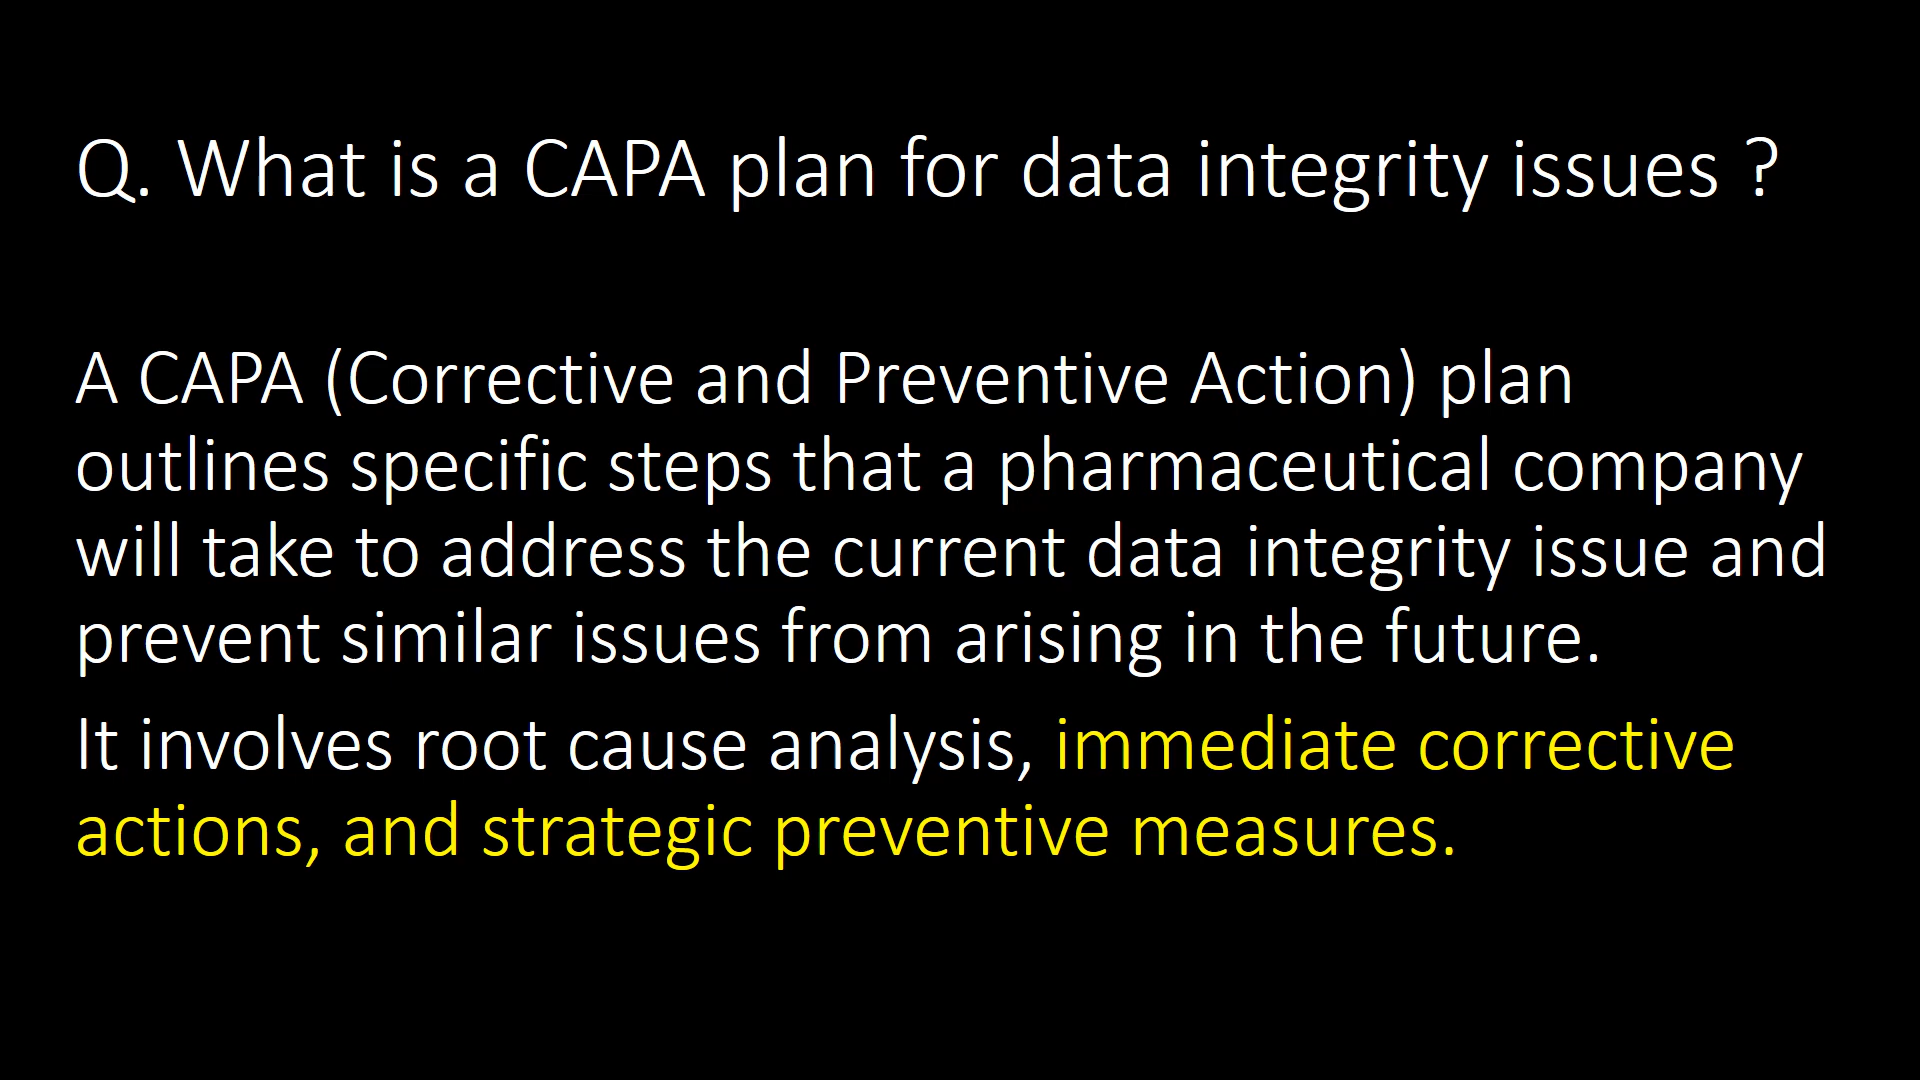 Q. What is a CAPA plan for data integrity issues ?
A CAPA (Corrective and Preventive Action) plan
outlines specific steps that a pharmaceutical company
will take to address the current data integrity issue and
prevent similar issues from arising in the future.
It involves root cause analysis, immediate corrective
actions, and strategic preventive measures.